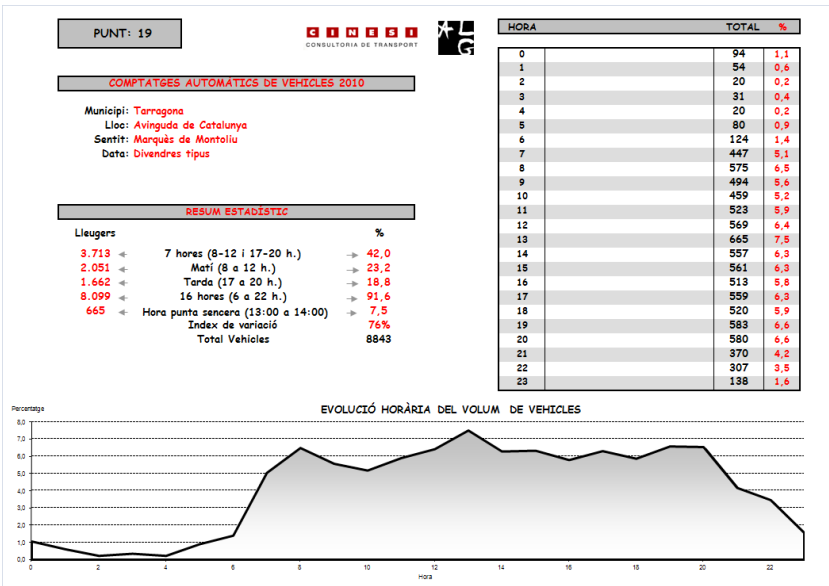 PUNT: 19
CINESI
CONSULTORIA DE TRANSPORT
ALG
COMPTATGES AUTOMÀTICS DE VEHICLES 2010
Municipi: Tarragona
Lloc: Avinguda de Catalunya
Sentit: Marquès de Montoliu
Data: Divendres tipus
RESUM ESTADÍSTIC
Lleugers %
3.713 7 hores (8-12 i 17-20 h.) 42,0
2.051 Matí (8 a 12 h.) 23,2
1.662 Tarda (17 a 20 h.) 18,8
8.099 16 hores (6 a 22 h.) 91,6
665 Hora punta sencera (13:00 a 14:00) 7,5
Index de variació 76%
Total Vehicles 8843
HORA TOTAL %
0 94 1,1
1 54 0,6
2 20 0,2
3 31 0,4
4 20 0,2
5 80 0,9
6 124 1,4
7 447 5,1
8 575 6,5
9 494 5,6
10 459 5,2
11 523 5,9
12 569 6,4
13 665 7,5
14 557 6,3
15 561 6,3
16 513 5,8
17 559 6,3
18 520 5,9
19 583 6,6
20 580 6,6
21 370 4,2
22 307 3,5
23 138 1,6
EVOLUCIÓ HORÀRIA DEL VOLUM DE VEHICLES
Percentatge
8,0
7,0
6,0
5,0
4,0
3,0
2,0
1,0
0,0
0 2 4 6 8 10 12 14 16 18 20 22
Hora